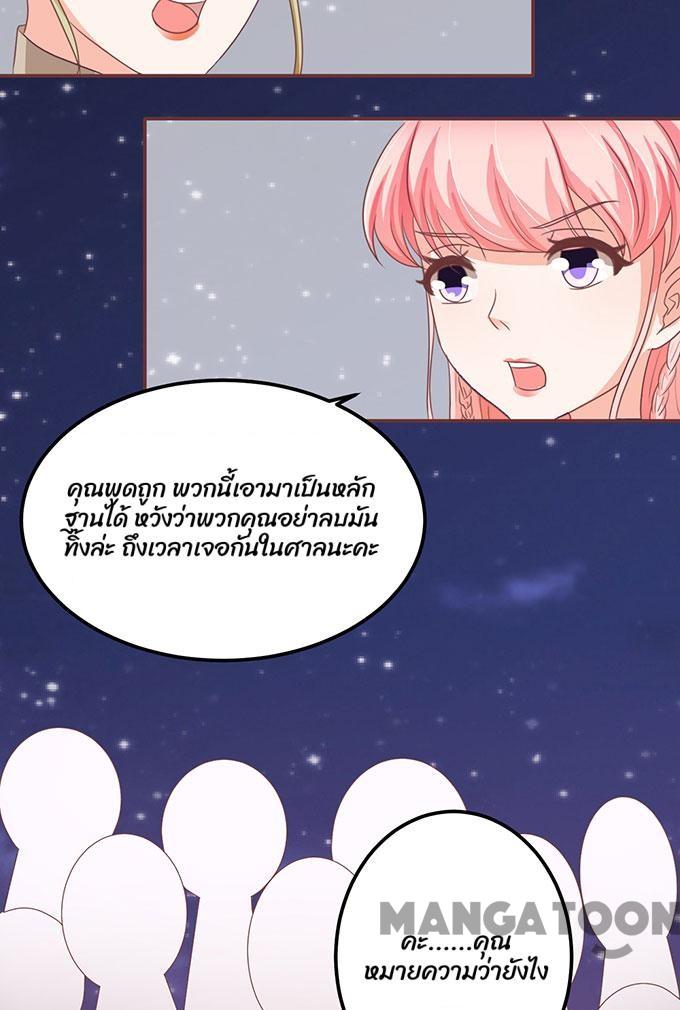 คุณพูดถูก พวกนี้เอามาเป็นหลัก
ฐานได้ หวังว่าพวกคุณอย่าลบมัน
ทิ้งล่ะ ถึงเวลาเจอกันในศาลนะคะ
MANGATOON
คะ......คุณ
หมายความว่ายังไง